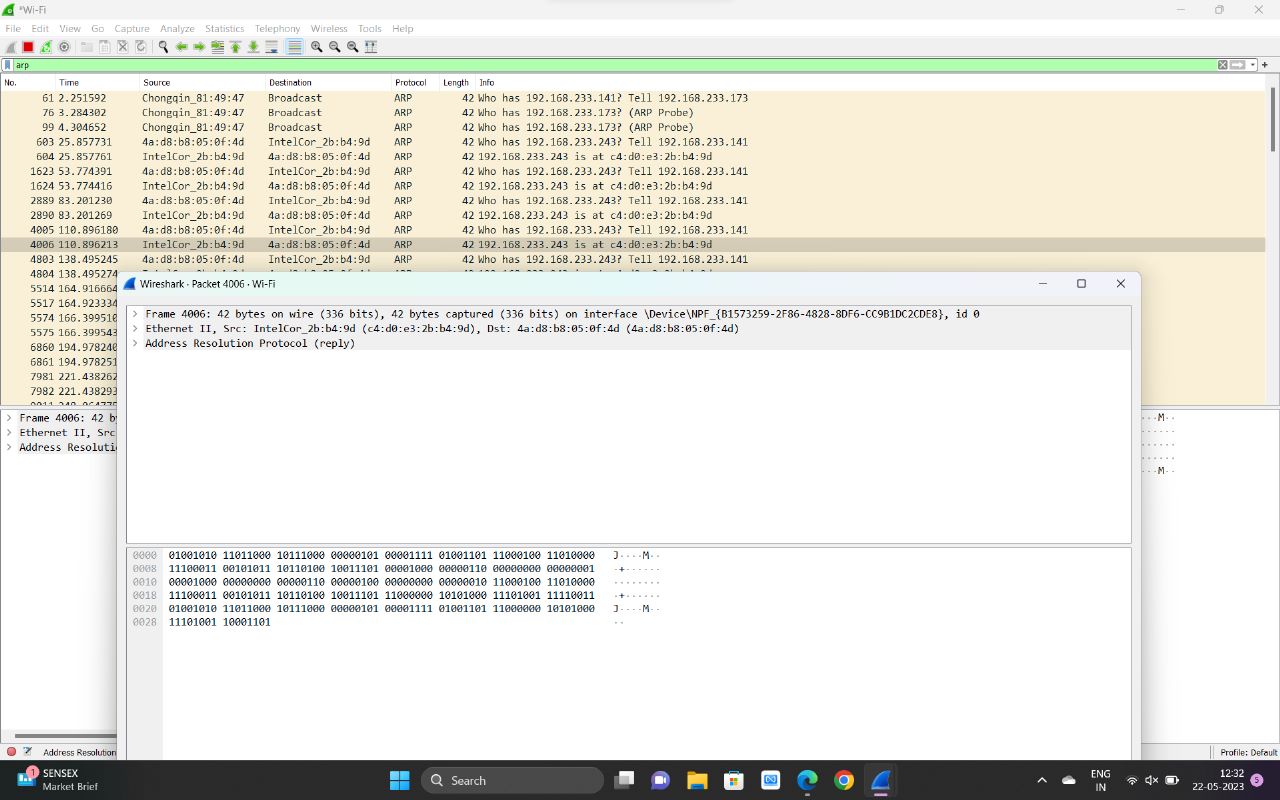 *Wi-Fi
File Edit View Go Capture Analyze Statistics Telephony Wireless Tools Help
arp
No. Time Source Destination Protocol Length Info
61 2.251592 Chongqin_81:49:47 Broadcast ARP 42 Who has 192.168.233.141? Tell 192.168.233.173
76 3.284302 Chongqin_81:49:47 Broadcast ARP 42 Who has 192.168.233.173? (ARP Probe)
99 4.304652 Chongqin_81:49:47 Broadcast ARP 42 Who has 192.168.233.173? (ARP Probe)
603 25.857731 4a:d8:b8:05:0f:4d IntelCor_2b:b4:9d ARP 42 Who has 192.168.233.243? Tell 192.168.233.141
604 25.857761 IntelCor_2b:b4:9d 4a:d8:b8:05:0f:4d ARP 42 192.168.233.243 is at c4:d0:e3:2b:b4:9d
1623 53.774391 4a:d8:b8:05:0f:4d IntelCor_2b:b4:9d ARP 42 Who has 192.168.233.243? Tell 192.168.233.141
1624 53.774416 IntelCor_2b:b4:9d 4a:d8:b8:05:0f:4d ARP 42 192.168.233.243 is at c4:d0:e3:2b:b4:9d
2889 83.201230 4a:d8:b8:05:0f:4d IntelCor_2b:b4:9d ARP 42 Who has 192.168.233.243? Tell 192.168.233.141
2890 83.201269 IntelCor_2b:b4:9d 4a:d8:b8:05:0f:4d ARP 42 192.168.233.243 is at c4:d0:e3:2b:b4:9d
4005 110.896180 4a:d8:b8:05:0f:4d IntelCor_2b:b4:9d ARP 42 Who has 192.168.233.243? Tell 192.168.233.141
4006 110.896213 IntelCor_2b:b4:9d 4a:d8:b8:05:0f:4d ARP 42 192.168.233.243 is at c4:d0:e3:2b:b4:9d
4803 138.495245 4a:d8:b8:05:0f:4d IntelCor_2b:b4:9d ARP 42 Who has 192.168.233.243? Tell 192.168.233.141
4804 138.495274
5514 164.916664
5517 164.923334
5574 166.399510
5575 166.399543
6860 194.978240
6861 194.978251
7981 221.438262
7982 221.438293
Wireshark · Packet 4006 · Wi-Fi
Frame 4006: 42 bytes on wire (336 bits), 42 bytes captured (336 bits) on interface \Device\NPF_{B1573259-2F86-4828-8DF6-CC9B1DC2CDE8}, id 0
Ethernet II, Src: IntelCor_2b:b4:9d (c4:d0:e3:2b:b4:9d), Dst: 4a:d8:b8:05:0f:4d (4a:d8:b8:05:0f:4d)
Address Resolution Protocol (reply)
Frame 4006: 42 by
Ethernet II, Src
Address Resoluti
···M··
······
······
······
···M··
0000 01001010 11011000 10111000 00000101 00001111 01001101 11000100 11010000 J····M··
0008 11100011 00101011 10110100 10011101 00001000 00000110 00000000 00000001 ·+······
0010 00001000 00000000 00000110 00000100 00000000 00000010 11000100 11010000 ········
0018 11100011 00101011 10110100 10011101 11000000 10101000 11101001 11110011 ·+······
0020 01001010 11011000 10111000 00000101 00001111 01001101 11000000 10101000 J····M··
0028 11101001 10001101 ··
Address Resolution
Profile: Default
1
SENSEX
Market Brief
Search
ENG
IN
12:32
22-05-2023
5